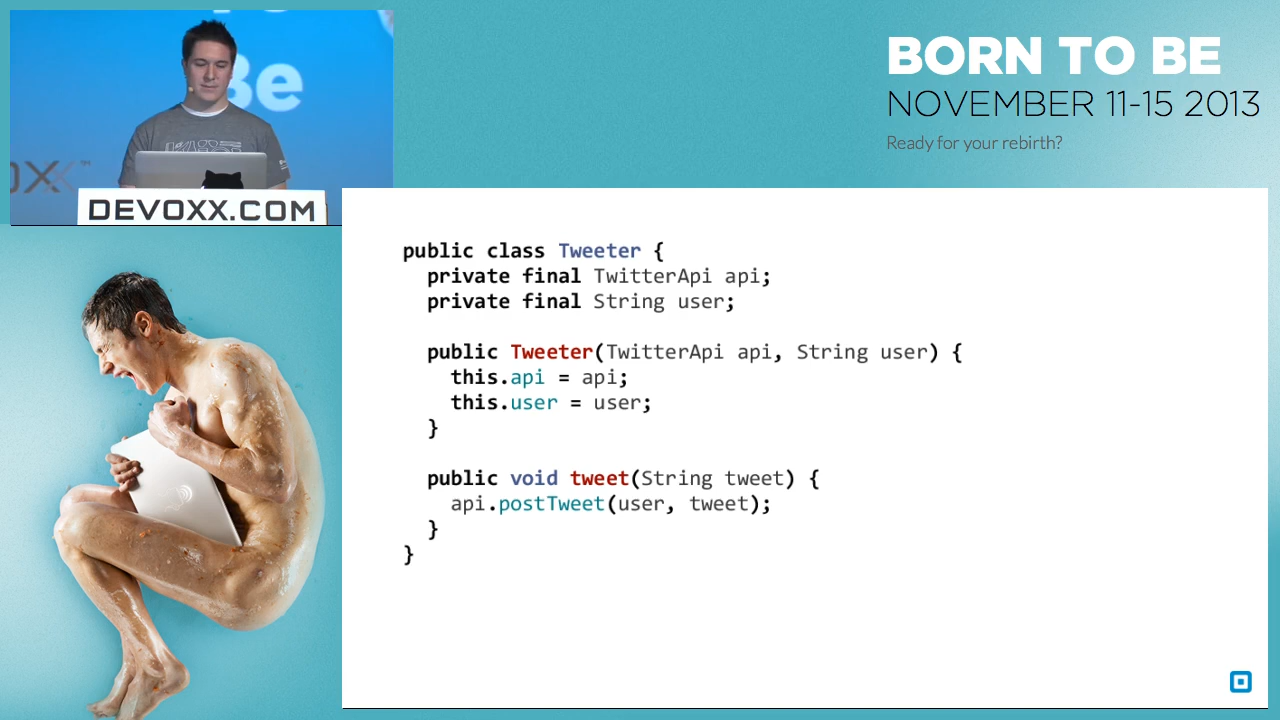 Be
DEVOXX.COM
BORN TO BE
NOVEMBER 11-15 2013
Ready for your rebirth?
public class Tweeter {
  private final TwitterApi api;
  private final String user;

  public Tweeter(TwitterApi api, String user) {
    this.api = api;
    this.user = user;
  }

  public void tweet(String tweet) {
    api.postTweet(user, tweet);
  }
}